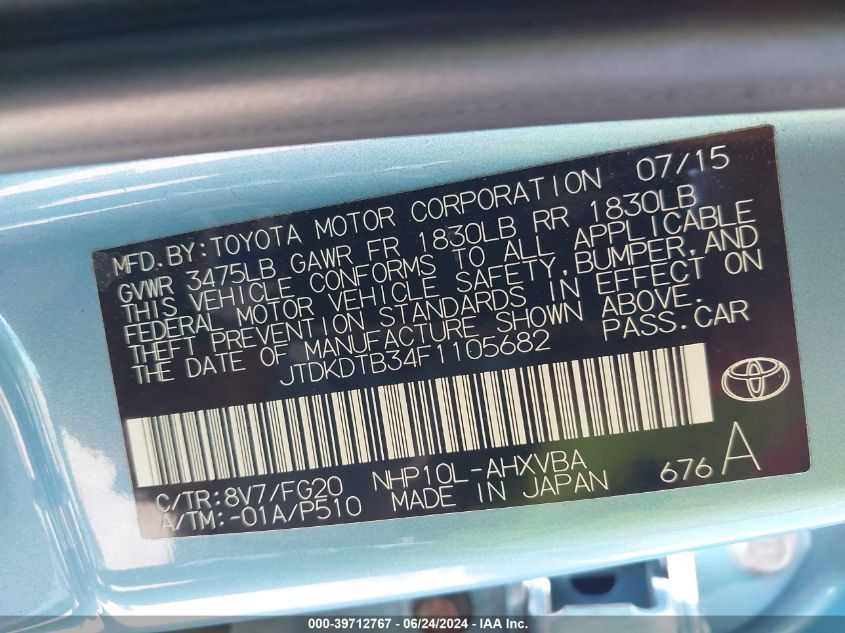 MFD. BY: TOYOTA MOTOR CORPORATION 07/15
GVWR 3475LB GAWR FR 1830LB RR 1830LB
THIS VEHICLE CONFORMS TO ALL APPLICABLE
FEDERAL MOTOR VEHICLE SAFETY, BUMPER, AND
THEFT PREVENTION STANDARDS IN EFFECT ON
THE DATE OF MANUFACTURE SHOWN ABOVE.
JTDKDTB34F1105682 PASS. CAR
C/TR: 8V7/FG20 NHP10L-AHXVBA
A/TM: -01A/P510 MADE IN JAPAN 676 A
000-39712767 - 06/24/2024 - IAA Inc.